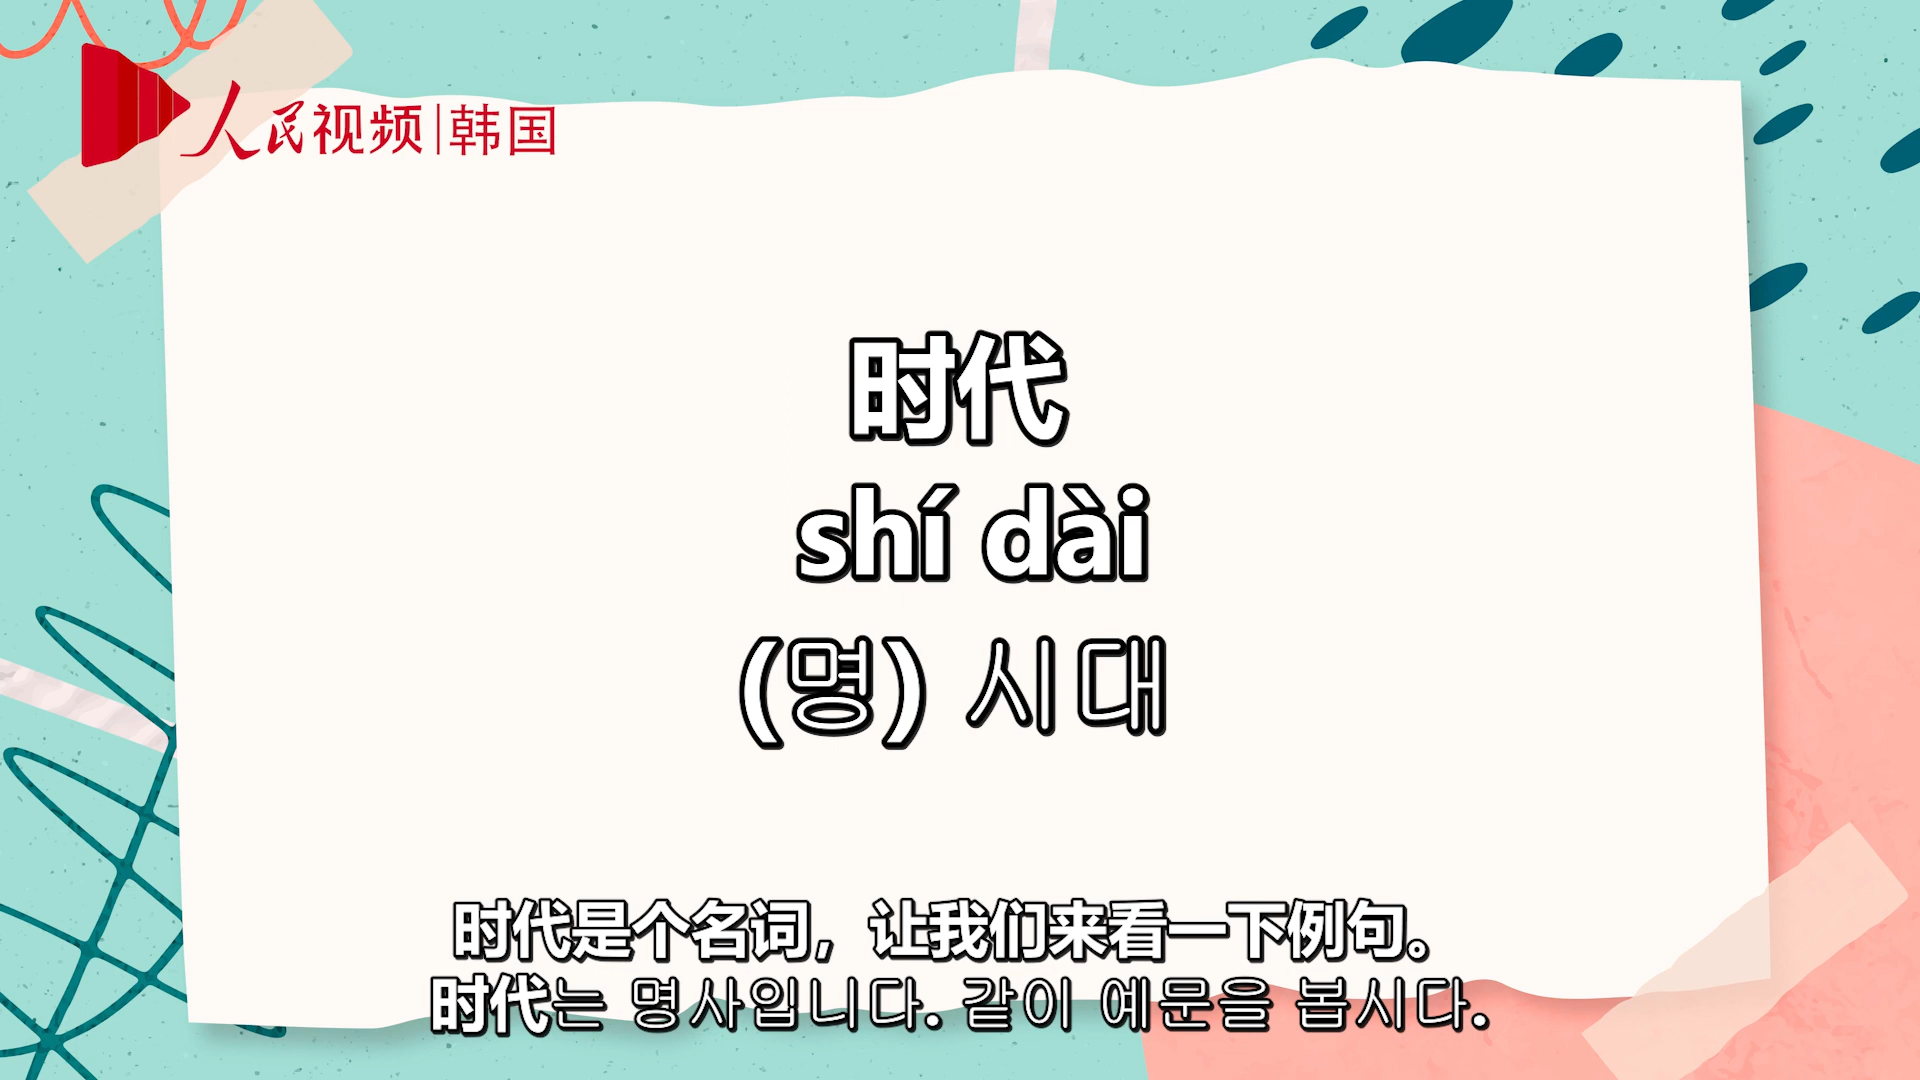 人民视频|韩国
时代
shí dài
(명) 시대
时代是个名词，让我们来看一下例句。
时代는 명사입니다. 같이 예문을 봅시다.